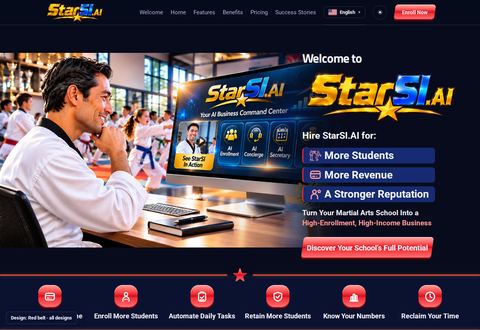 StarSI.AI
Welcome Home Features Benefits Pricing Success Stories
English
Enroll Now
Welcome to
StarSI.AI
Hire StarSI.AI for:
More Students
More Revenue
A Stronger Reputation
Turn Your Martial Arts School Into a
High-Enrollment, High-Income Business
Discover Your School's Full Potential
StarSI.AI
Your AI Business Command Center
See StarSI
In Action
AI
Enrollment
AI
Concierge
AI
Secretary
Enroll More Students
Automate Daily Tasks
Retain More Students
Know Your Numbers
Reclaim Your Time
Design: Red belt - all designs